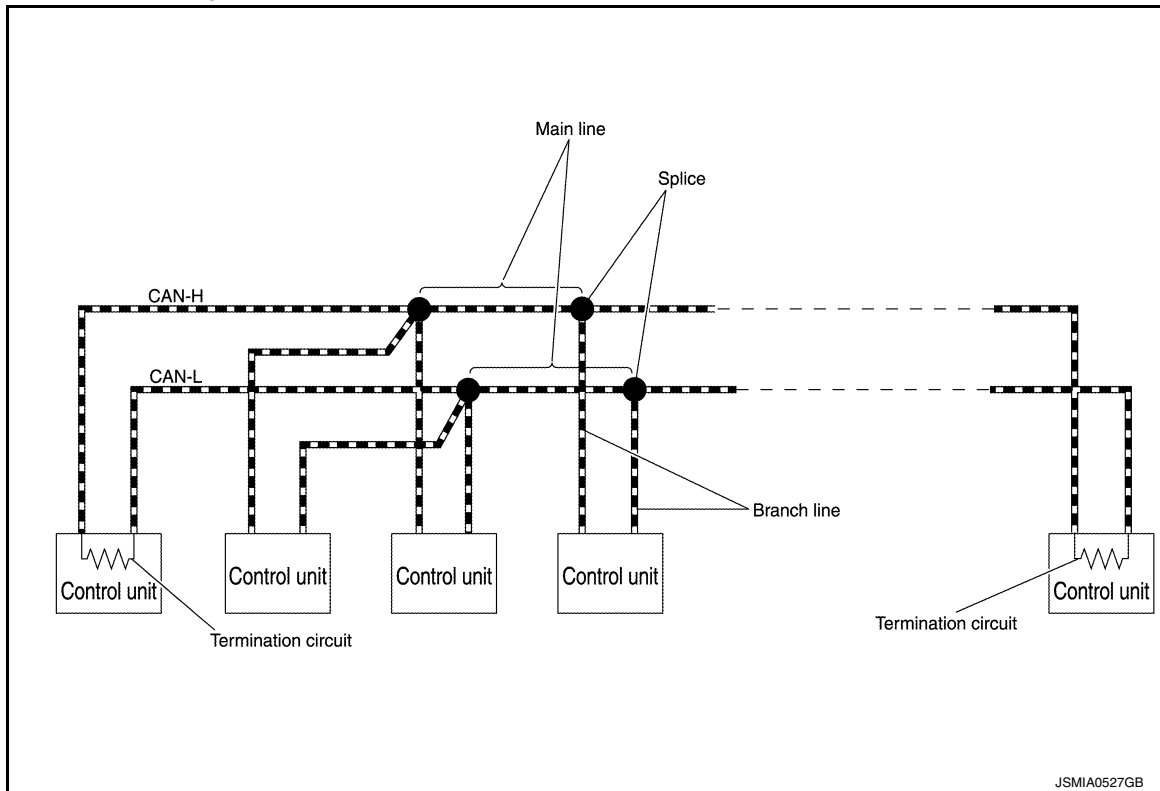 Main line
Splice
CAN-H
CAN-L
Branch line
Control unit
Control unit
Control unit
Control unit
Control unit
Termination circuit
Termination circuit
JSMIA0527GB